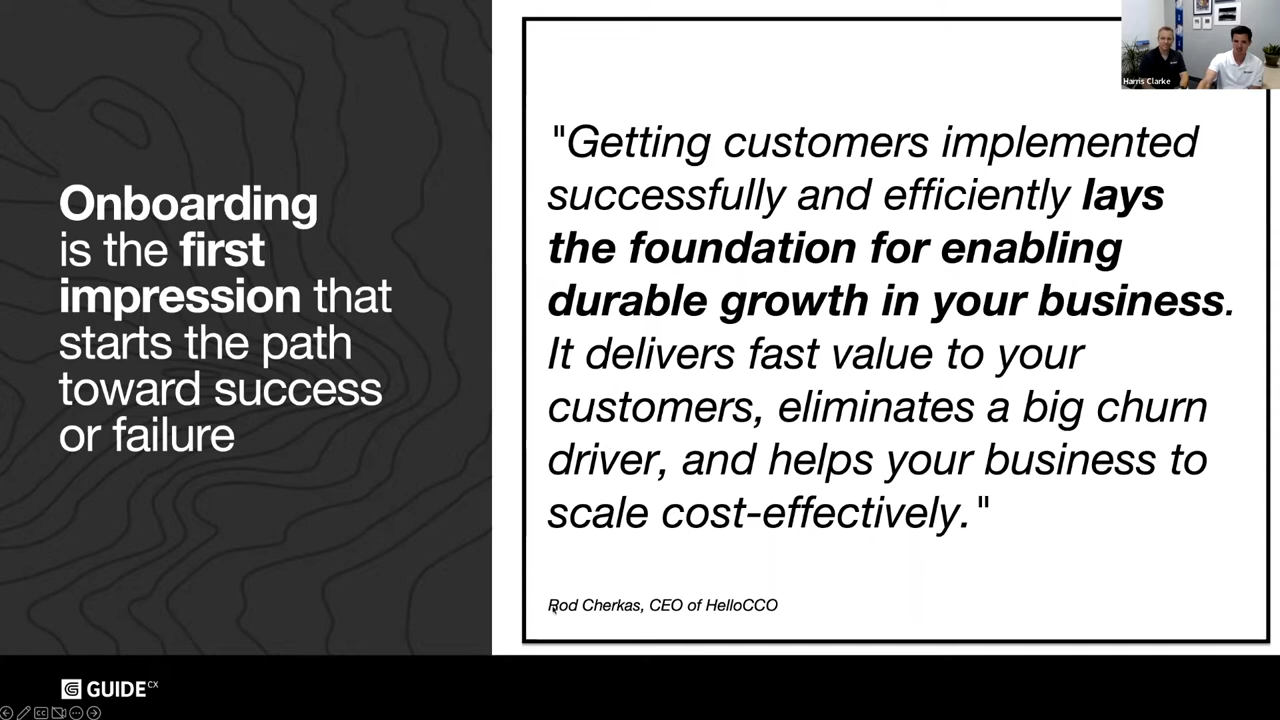 Onboarding
is the first
impression that
starts the path
toward success
or failure
"Getting customers implemented
successfully and efficiently lays
the foundation for enabling
durable growth in your business.
It delivers fast value to your
customers, eliminates a big churn
driver, and helps your business to
scale cost-effectively."
Rod Cherkas, CEO of HelloCCO
Harris Clarke
GUIDECX
CC